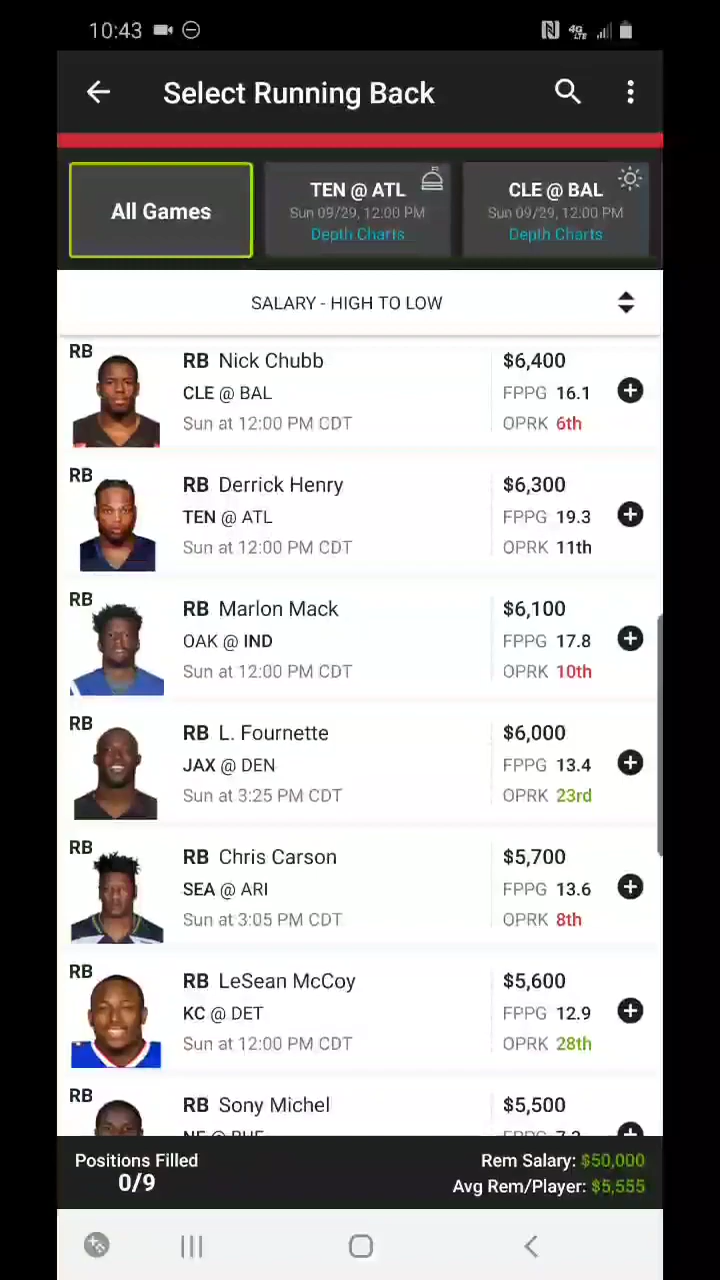 10:43
4G LTE
Select Running Back
All Games
TEN @ ATL
Sun 09/29, 12:00 PM
Depth Charts
CLE @ BAL
Sun 09/29, 12:00 PM
Depth Charts
SALARY - HIGH TO LOW
RB
RB Nick Chubb
CLE @ BAL
Sun at 12:00 PM CDT
$6,400
FPPG 16.1
OPRK 6th
RB
RB Derrick Henry
TEN @ ATL
Sun at 12:00 PM CDT
$6,300
FPPG 19.3
OPRK 11th
RB
RB Marlon Mack
OAK @ IND
Sun at 12:00 PM CDT
$6,100
FPPG 17.8
OPRK 10th
RB
RB L. Fournette
JAX @ DEN
Sun at 3:25 PM CDT
$6,000
FPPG 13.4
OPRK 23rd
RB
RB Chris Carson
SEA @ ARI
Sun at 3:05 PM CDT
$5,700
FPPG 13.6
OPRK 8th
RB
RB LeSean McCoy
KC @ DET
Sun at 12:00 PM CDT
$5,600
FPPG 12.9
OPRK 28th
RB
RB Sony Michel
NE @ BUF
$5,500
FPPG 7.3
Positions Filled
0/9
Rem Salary: $50,000
Avg Rem/Player: $5,555